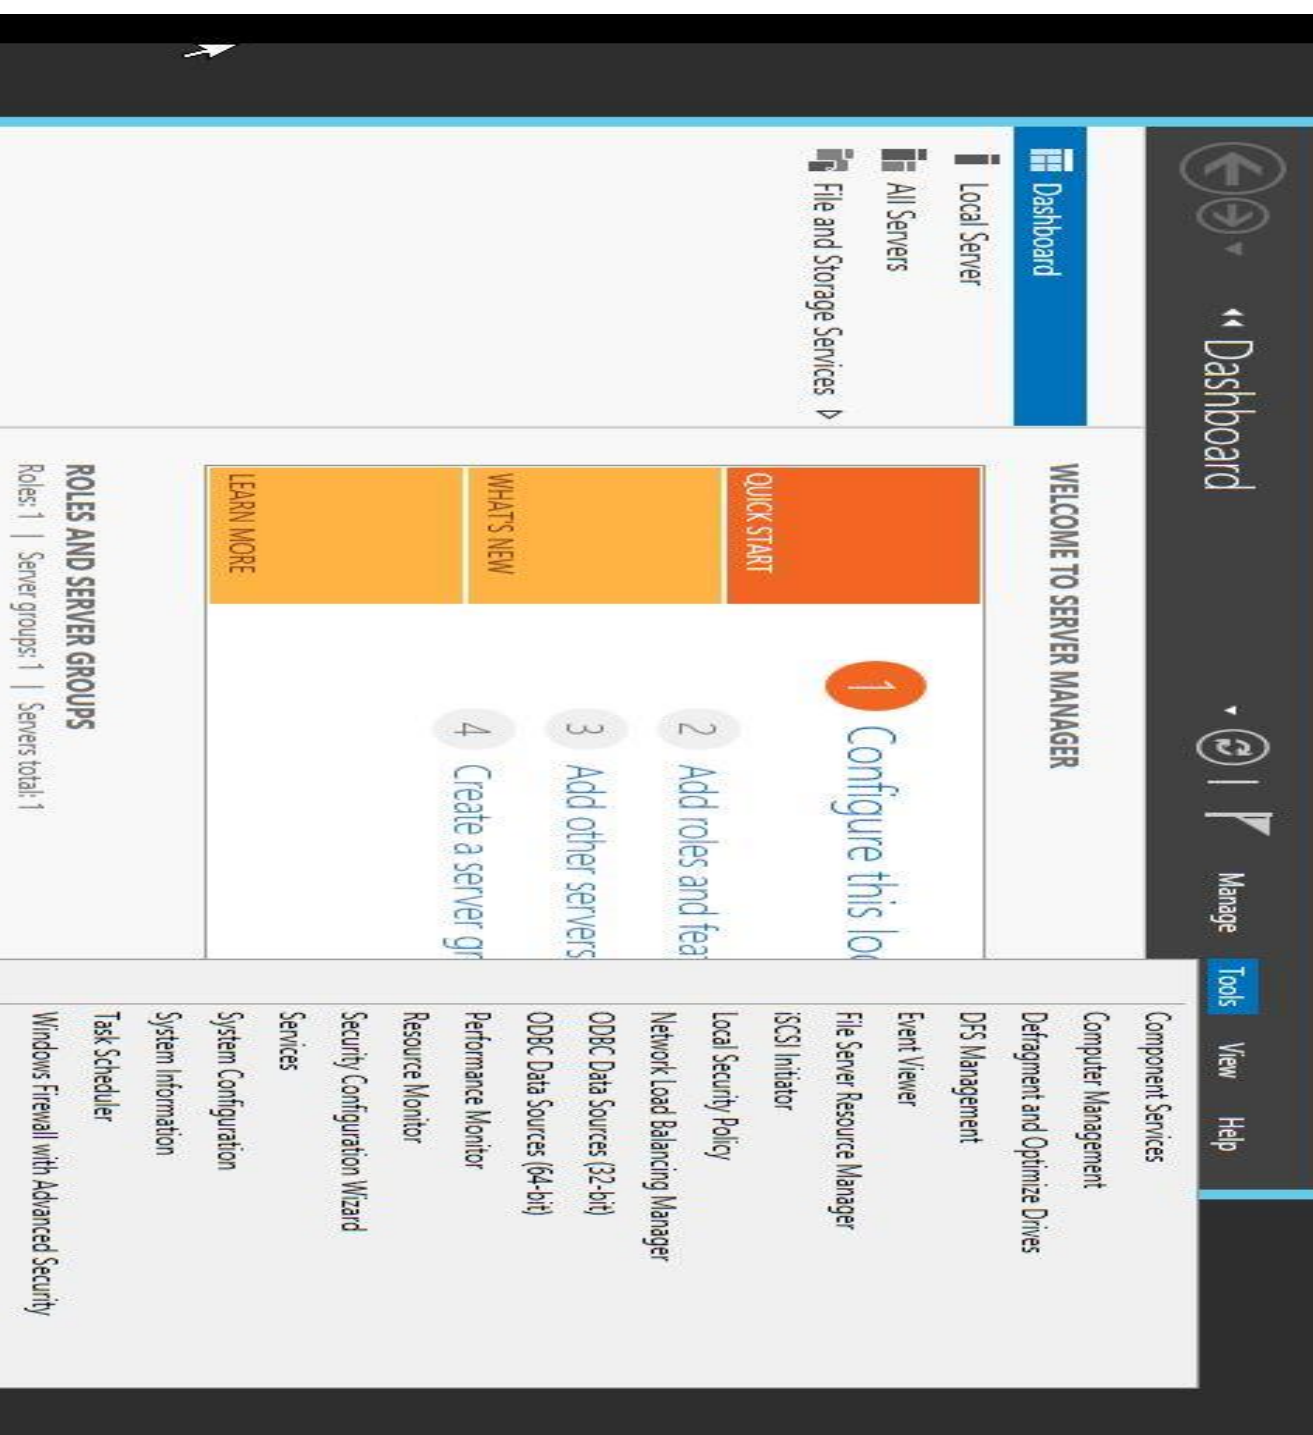 Dashboard
Manage Tools View Help
Dashboard
Local Server
All Servers
File and Storage Services
WELCOME TO SERVER MANAGER
QUICK START
WHAT'S NEW
LEARN MORE
1 Configure this loc
2 Add roles and fea
3 Add other servers
4 Create a server gr
ROLES AND SERVER GROUPS
Roles: 1 | Server groups: 1 | Servers total: 1
Component Services
Computer Management
Defragment and Optimize Drives
DFS Management
Event Viewer
File Server Resource Manager
iSCSI Initiator
Local Security Policy
Network Load Balancing Manager
ODBC Data Sources (32-bit)
ODBC Data Sources (64-bit)
Performance Monitor
Resource Monitor
Security Configuration Wizard
Services
System Configuration
System Information
Task Scheduler
Windows Firewall with Advanced Security